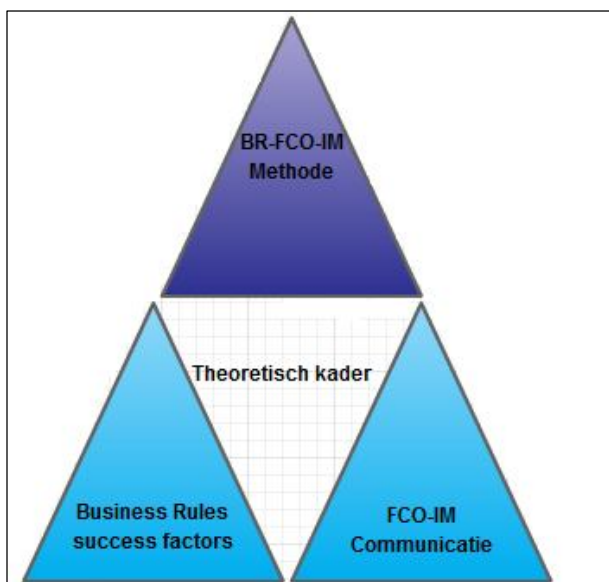 BR-FCO-IM
Methode
Theoretisch kader
Business Rules
success factors
FCO-IM
Communicatie